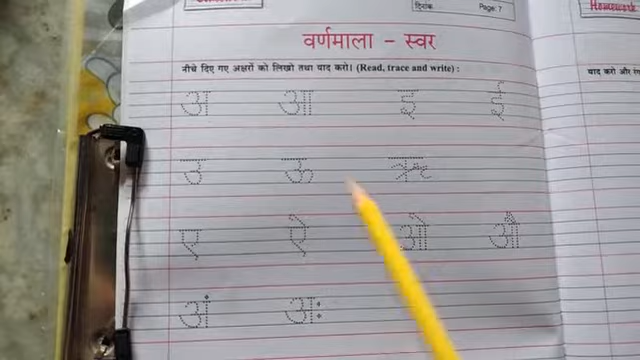 दिनांक Page: 7
Homework
वर्णमाला - स्वर
नीचे दिए गए अक्षरों को लिखो तथा याद करो। (Read, trace and write) :
याद करो और
अ आ इ ई
उ ऊ ऋ
ए ऐ ओ औ
अं अः